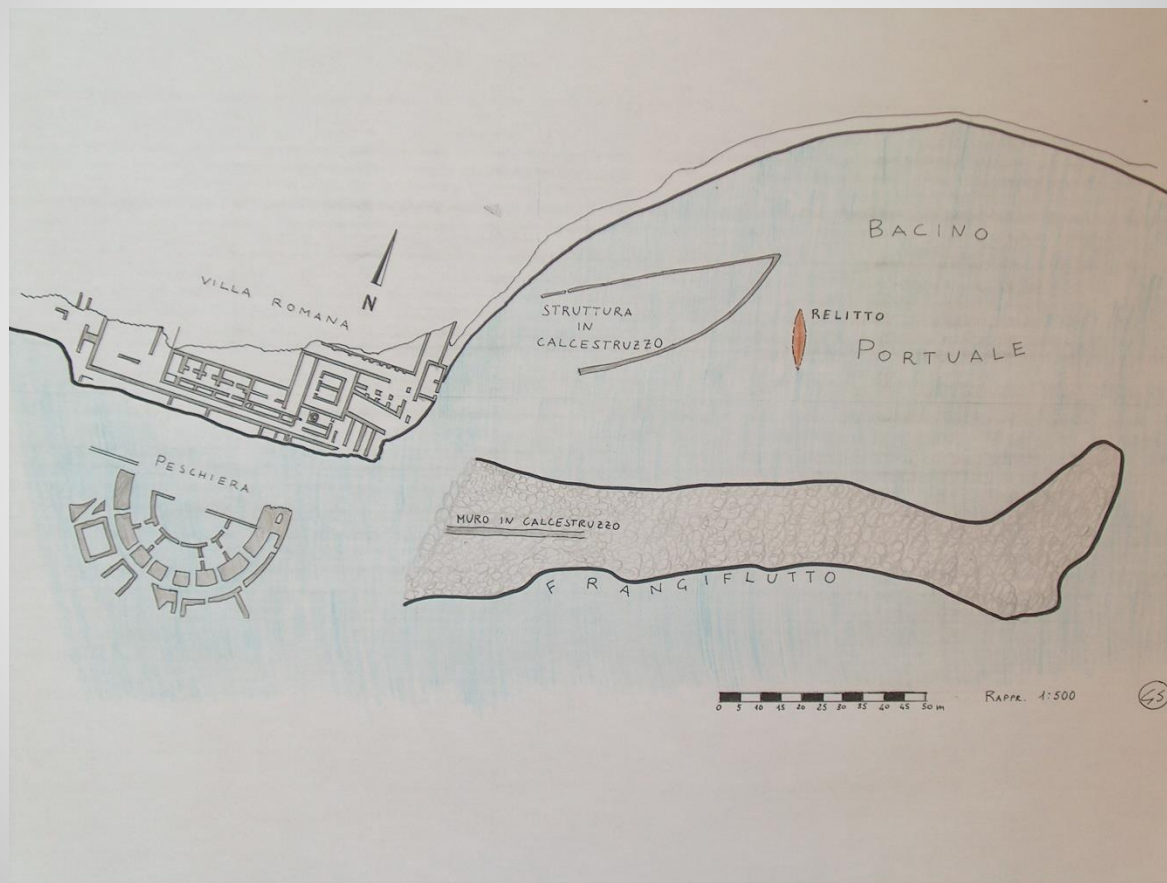 BACINO
VILLA ROMANA
N
STRUTTURA
IN
CALCESTRUZZO
RELITTO
PORTUALE
PESCHIERA
MURO IN CALCESTRUZZO
FRANGIFLUTTO
0 5 10 15 20 25 30 35 40 45 50 m
RAPPR. 1:500